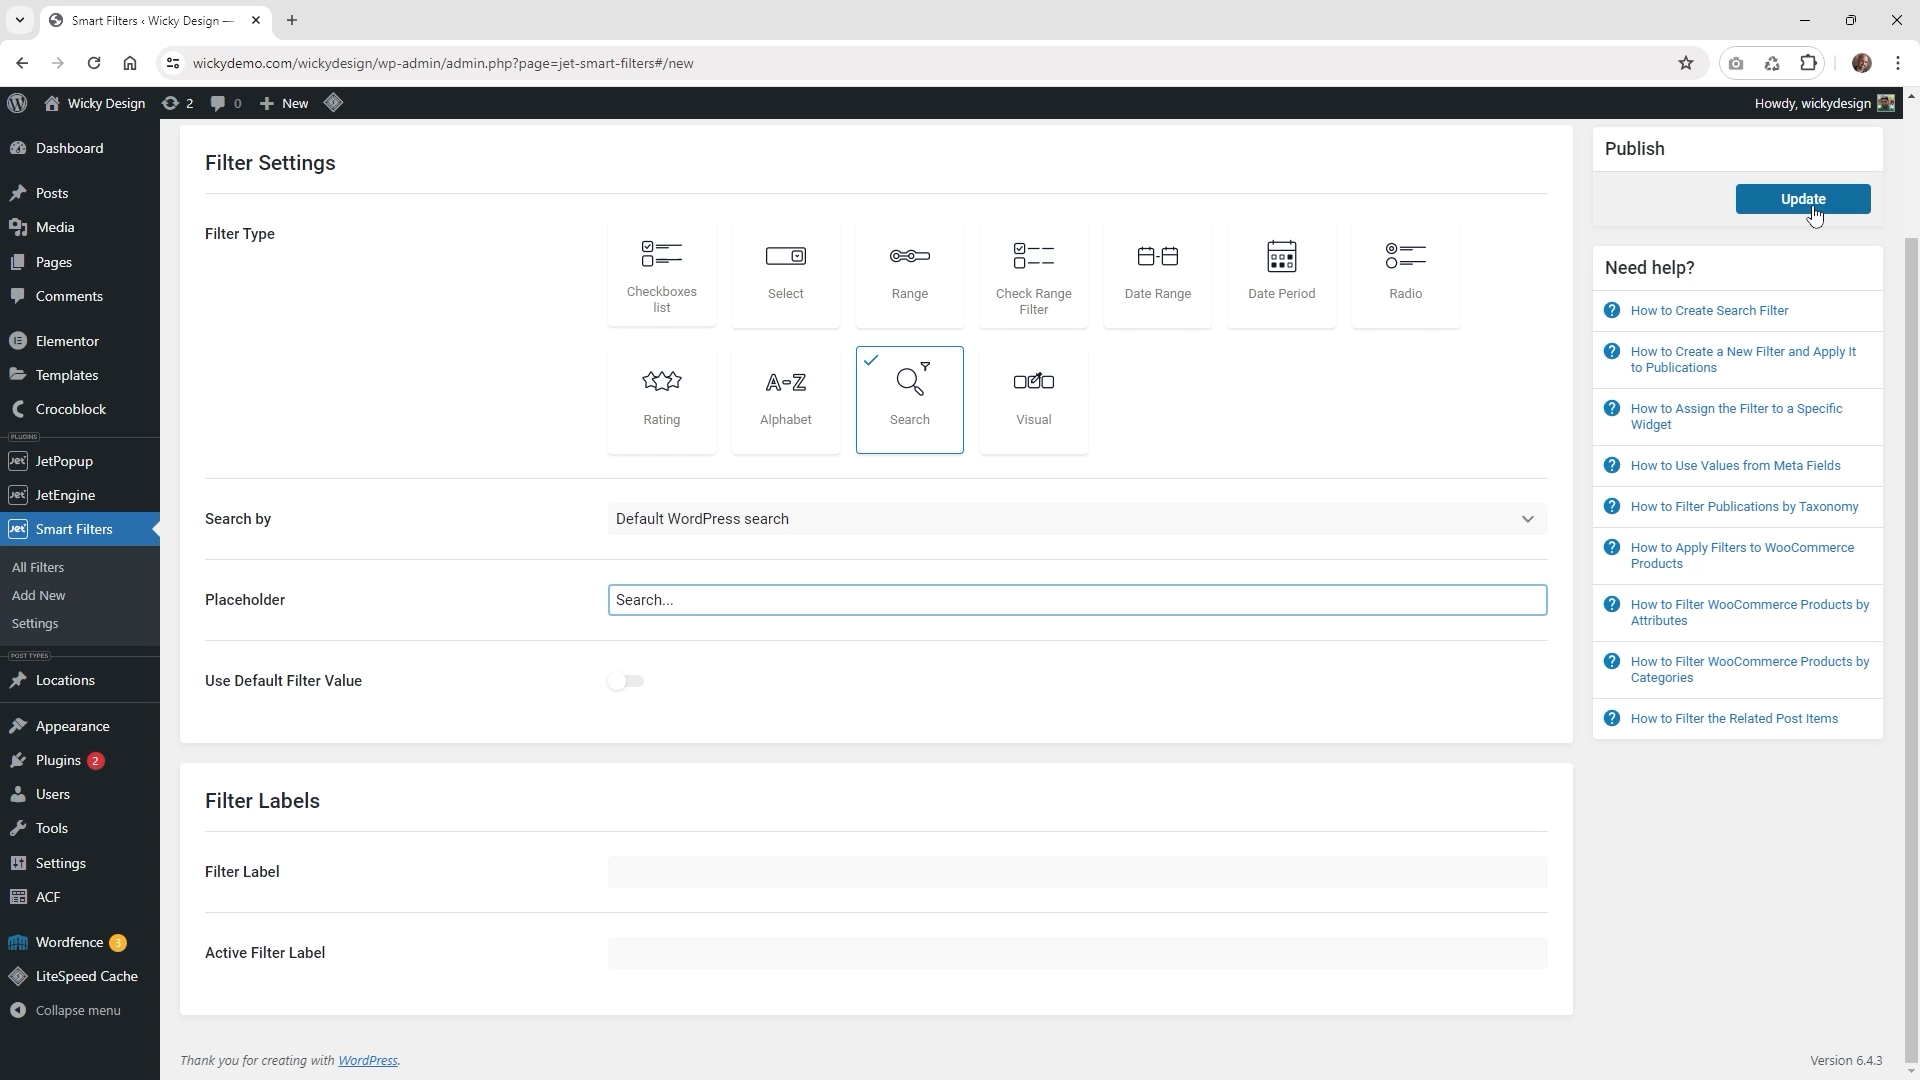 Smart Filters ‹ Wicky Design —
wickydemo.com/wickydesign/wp-admin/admin.php?page=jet-smart-filters#/new
Wicky Design 2 0 New Howdy, wickydesign
Dashboard
Posts
Media
Pages
Comments
Elementor
Templates
Crocoblock
PLUGINS
Jet JetPopup
Jet JetEngine
Jet Smart Filters
All Filters
Add New
Settings
POST TYPES
Locations
Appearance
Plugins 2
Users
Tools
Settings
ACF
Wordfence 3
LiteSpeed Cache
Collapse menu
Filter Settings
Filter Type
Checkboxes
list
Select
Range
Check Range
Filter
Date Range
Date Period
Radio
Rating
A-Z
Alphabet
Search
Visual
Search by
Default WordPress search
Placeholder
Search...
Use Default Filter Value
Filter Labels
Filter Label
Active Filter Label
Thank you for creating with WordPress.
Version 6.4.3
Publish
Update
Need help?
? How to Create Search Filter
? How to Create a New Filter and Apply It
to Publications
? How to Assign the Filter to a Specific
Widget
? How to Use Values from Meta Fields
? How to Filter Publications by Taxonomy
? How to Apply Filters to WooCommerce
Products
? How to Filter WooCommerce Products by
Attributes
? How to Filter WooCommerce Products by
Categories
? How to Filter the Related Post Items